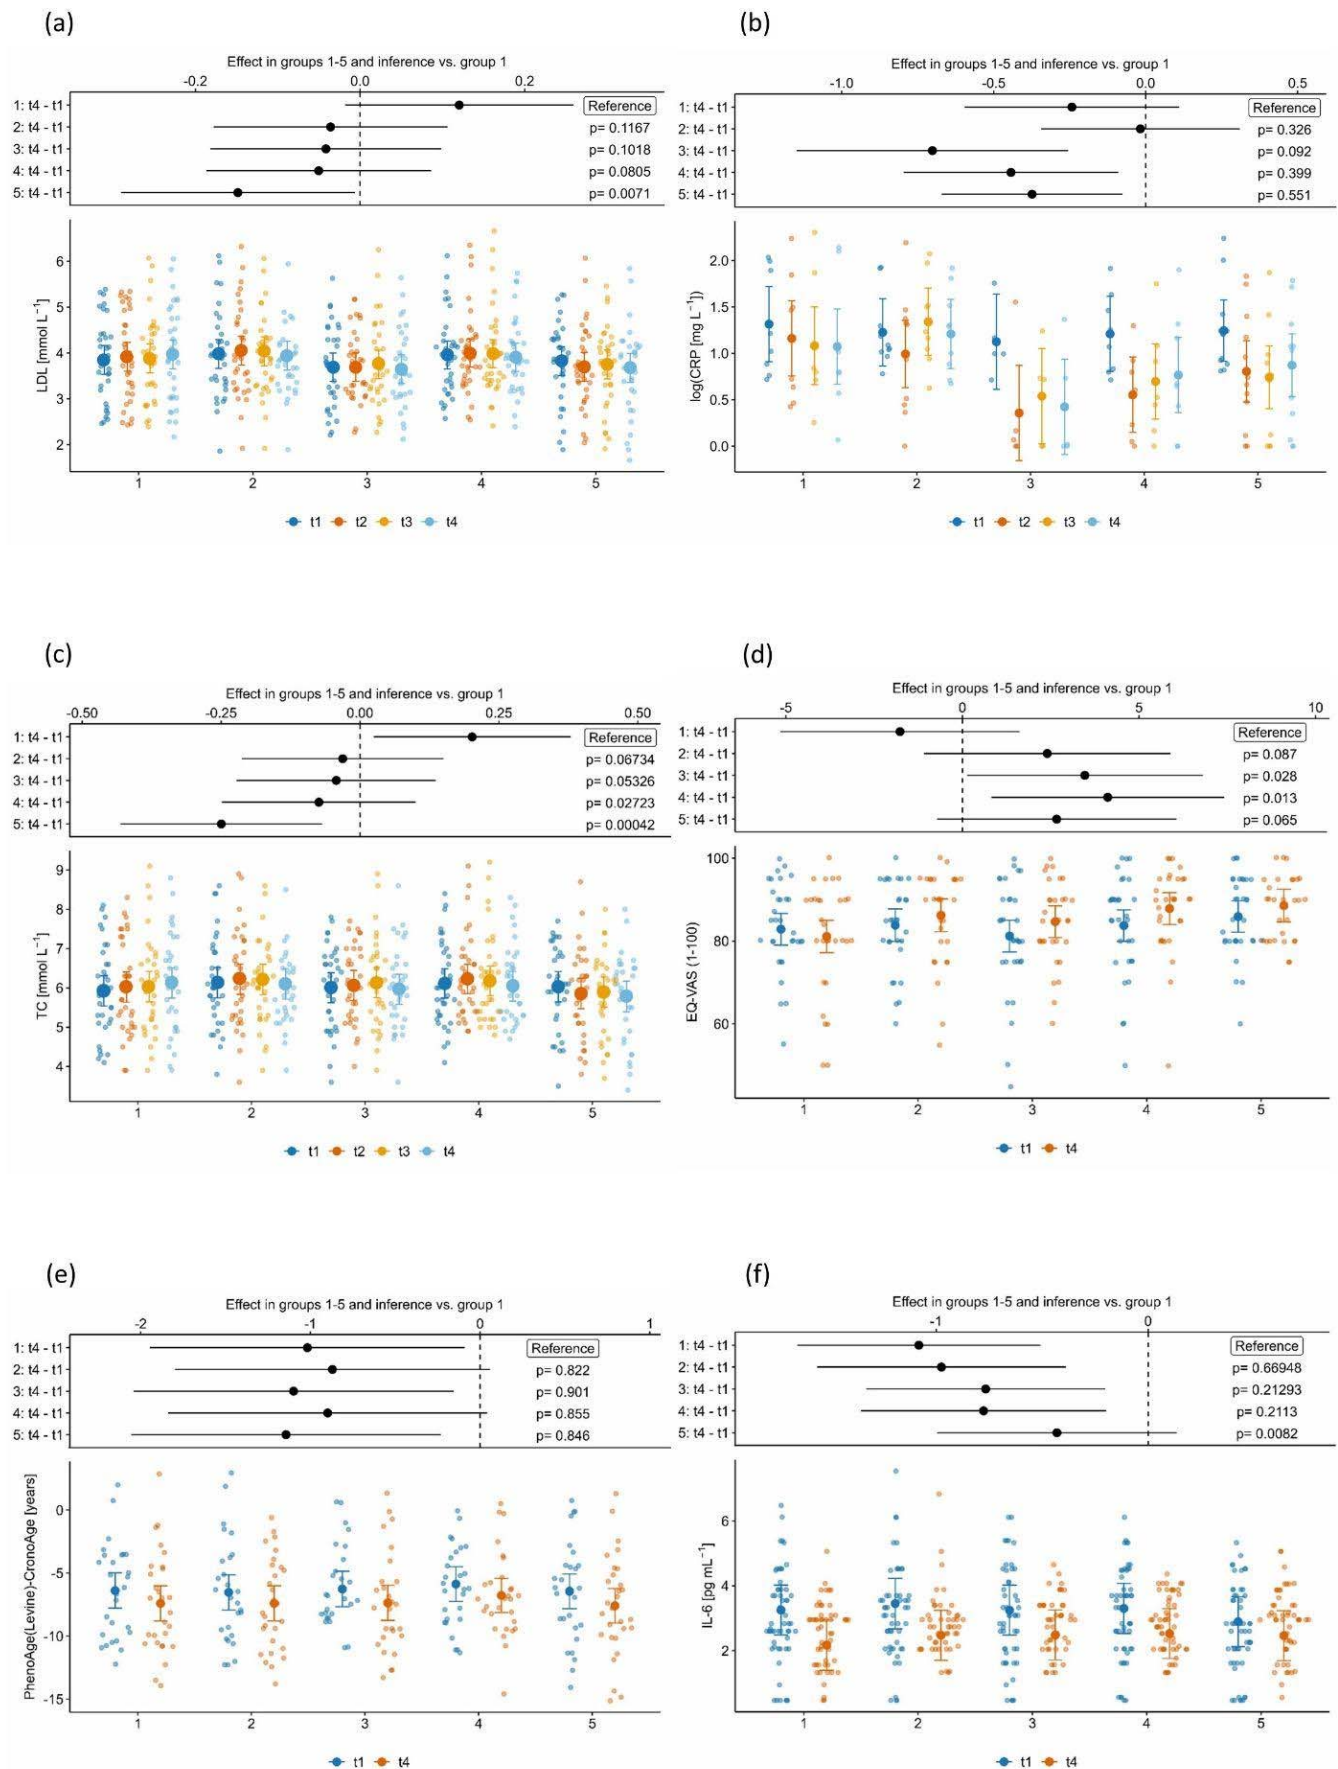 (a)
Effect in groups 1-5 and inference vs. group 1
-0.2 0.0 0.2
1: t4 - t1 Reference
2: t4 - t1 p= 0.1167
3: t4 - t1 p= 0.1018
4: t4 - t1 p= 0.0805
5: t4 - t1 p= 0.0071
LDL [mmol L⁻¹]
6
5
4
3
2
1 2 3 4 5
t1 t2 t3 t4
(b)
Effect in groups 1-5 and inference vs. group 1
-1.0 -0.5 0.0 0.5
1: t4 - t1 Reference
2: t4 - t1 p= 0.326
3: t4 - t1 p= 0.092
4: t4 - t1 p= 0.399
5: t4 - t1 p= 0.551
log(CRP [mg L⁻¹])
2.0
1.5
1.0
0.5
0.0
1 2 3 4 5
t1 t2 t3 t4
(c)
Effect in groups 1-5 and inference vs. group 1
-0.50 -0.25 0.00 0.25 0.50
1: t4 - t1 Reference
2: t4 - t1 p= 0.06734
3: t4 - t1 p= 0.05326
4: t4 - t1 p= 0.02723
5: t4 - t1 p= 0.00042
TC [mmol L⁻¹]
9
8
7
6
5
4
1 2 3 4 5
t1 t2 t3 t4
(d)
Effect in groups 1-5 and inference vs. group 1
-5 0 5 10
1: t4 - t1 Reference
2: t4 - t1 p= 0.087
3: t4 - t1 p= 0.028
4: t4 - t1 p= 0.013
5: t4 - t1 p= 0.065
EQ-VAS (1-100)
100
80
60
1 2 3 4 5
t1 t4
(e)
Effect in groups 1-5 and inference vs. group 1
-2 -1 0 1
1: t4 - t1 Reference
2: t4 - t1 p= 0.822
3: t4 - t1 p= 0.901
4: t4 - t1 p= 0.855
5: t4 - t1 p= 0.846
PhenoAge(Levine)-CronoAge [years]
0
-5
-10
-15
1 2 3 4 5
t1 t4
(f)
Effect in groups 1-5 and inference vs. group 1
-1 0
1: t4 - t1 Reference
2: t4 - t1 p= 0.66948
3: t4 - t1 p= 0.21293
4: t4 - t1 p= 0.2113
5: t4 - t1 p= 0.0082
IL-6 [pg mL⁻¹]
6
4
2
1 2 3 4 5
t1 t4